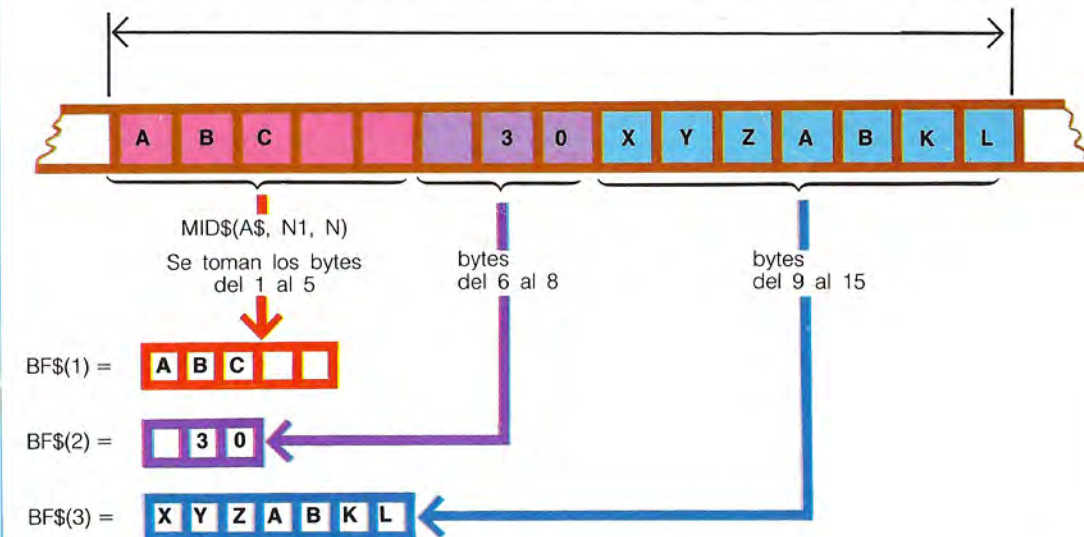 A B C 3 0 X Y Z A B K L
MID$(A$, N1, N)
Se toman los bytes
del 1 al 5
bytes
del 6 al 8
bytes
del 9 al 15
BF$(1) = A B C
BF$(2) = 3 0
BF$(3) = X Y Z A B K L